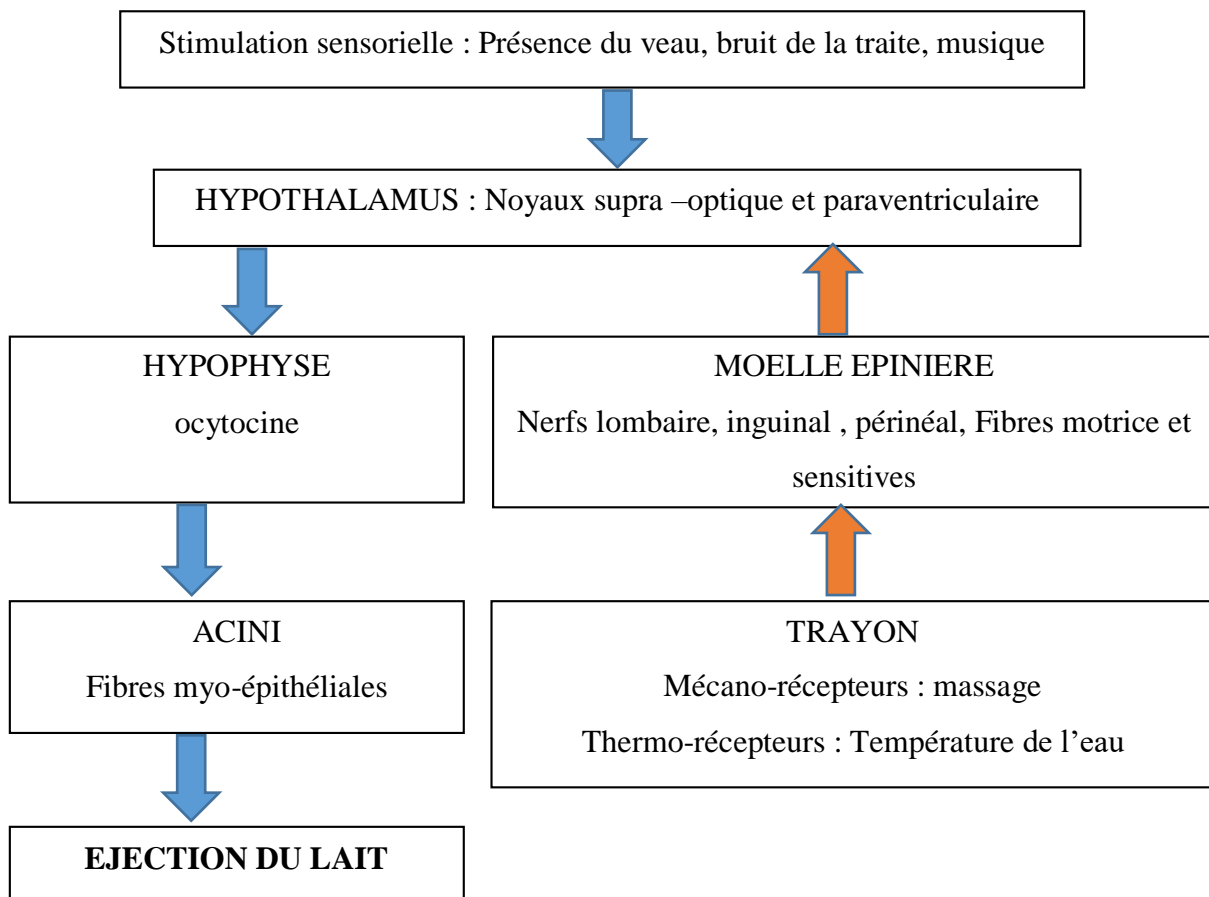 Stimulation sensorielle : Présence du veau, bruit de la traite, musique
HYPOTHALAMUS : Noyaux supra –optique et paraventriculaire
HYPOPHYSE
ocytocine
MOELLE EPINIERE
Nerfs lombaire, inguinal , périnéal, Fibres motrice et
sensitives
ACINI
Fibres myo-épithéliales
TRAYON
Mécano-récepteurs : massage
Thermo-récepteurs : Température de l’eau
EJECTION DU LAIT